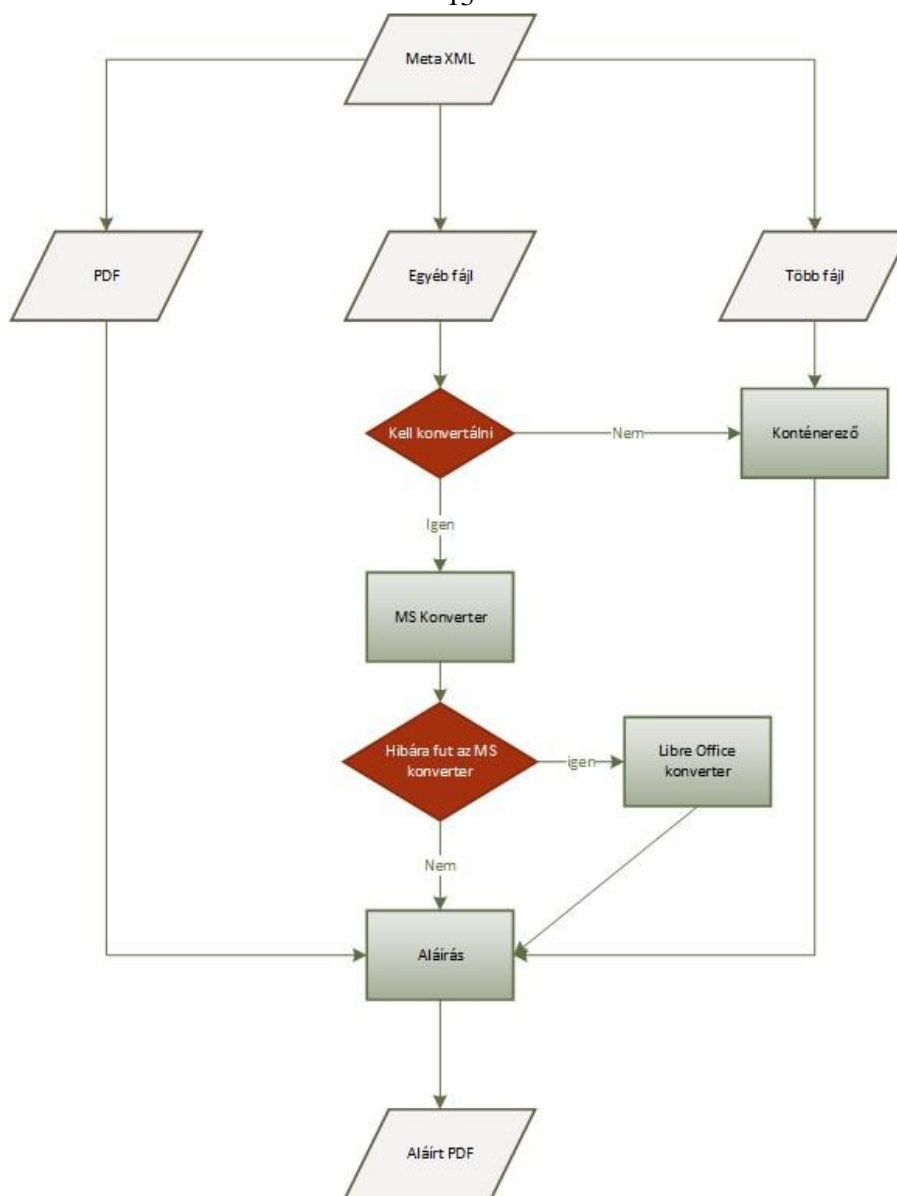 Meta XML
PDF
Egyéb fájl
Több fájl
Kell konvertálni
Nem
Konténerező
Igen
MS Konverter
Hibára fut az MS
konverter
igen
Libre Office
konverter
Nem
Aláírás
Aláírt PDF